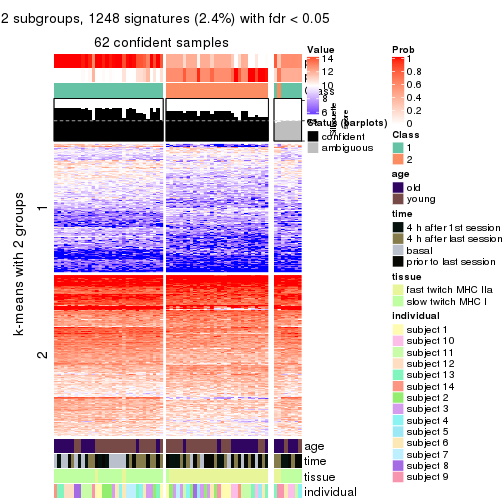 2 subgroups, 1248 signatures (2.4%) with fdr < 0.05
62 confident samples
k-means with 2 groups
1
2
age
time
tissue
individual
Value
14
12
10
8
6
Status (barplots)
confident
ambiguous
Prob
1
0.8
0.6
0.4
0.2
0
Class
1
2
age
old
young
time
4 h after 1st session
4 h after last session
basal
prior to last session
tissue
fast twitch MHC IIa
slow twitch MHC I
individual
subject 1
subject 10
subject 11
subject 12
subject 13
subject 14
subject 2
subject 3
subject 4
subject 5
subject 6
subject 7
subject 8
subject 9